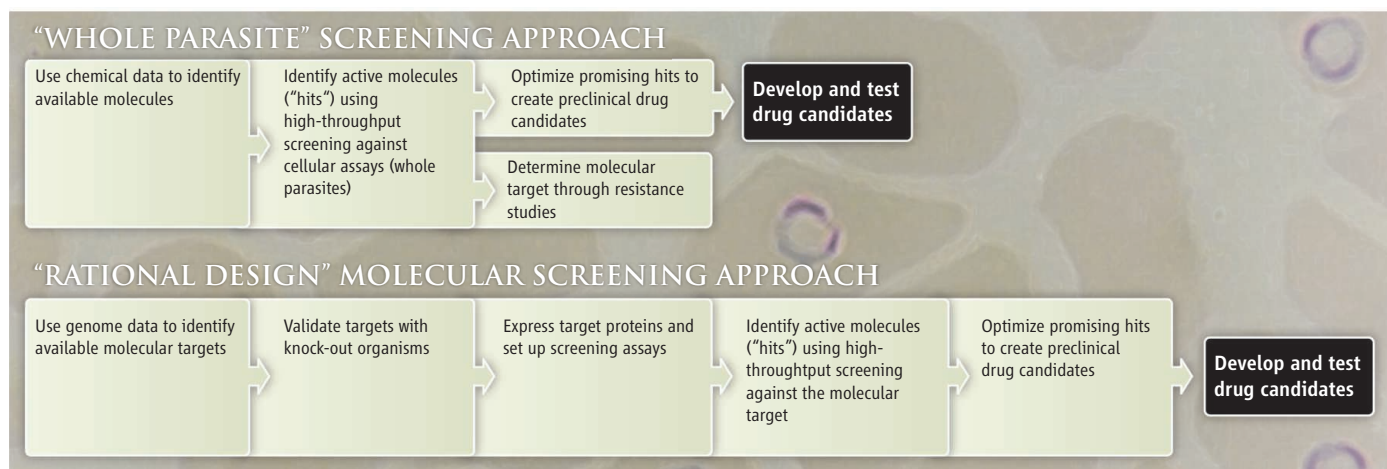 “WHOLE PARASITE” SCREENING APPROACH
Use chemical data to identify
available molecules
Identify active molecules
(“hits”) using
high-throughput
screening against
cellular assays (whole
parasites)
Optimize promising hits to
create preclinical drug
candidates
Develop and test
drug candidates
Determine molecular
target through resistance
studies
“RATIONAL DESIGN” MOLECULAR SCREENING APPROACH
Use genome data to identify
available molecular targets
Validate targets with
knock-out organisms
Express target proteins and
set up screening assays
Identify active molecules
(“hits”) using high-
throughtput screening
against the molecular
target
Optimize promising hits
to create preclinical
drug candidates
Develop and test
drug candidates